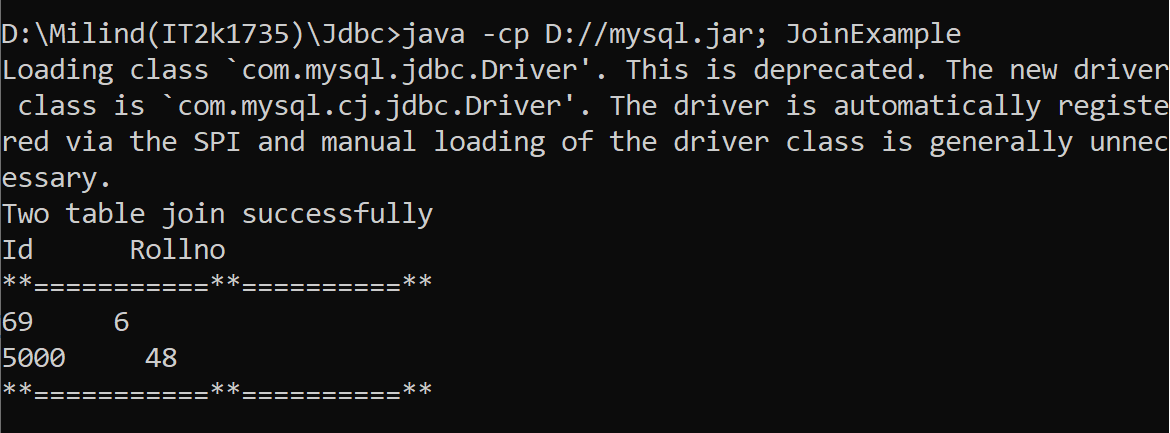 D:\Milind(IT2k1735)\Jdbc>java -cp D://mysql.jar; JoinExample
Loading class `com.mysql.jdbc.Driver'. This is deprecated. The new driver
 class is `com.mysql.cj.jdbc.Driver'. The driver is automatically registe
red via the SPI and manual loading of the driver class is generally unnec
essary.
Two table join successfully
Id      Rollno
**===========**==========**
69     6
5000     48
**===========**==========**